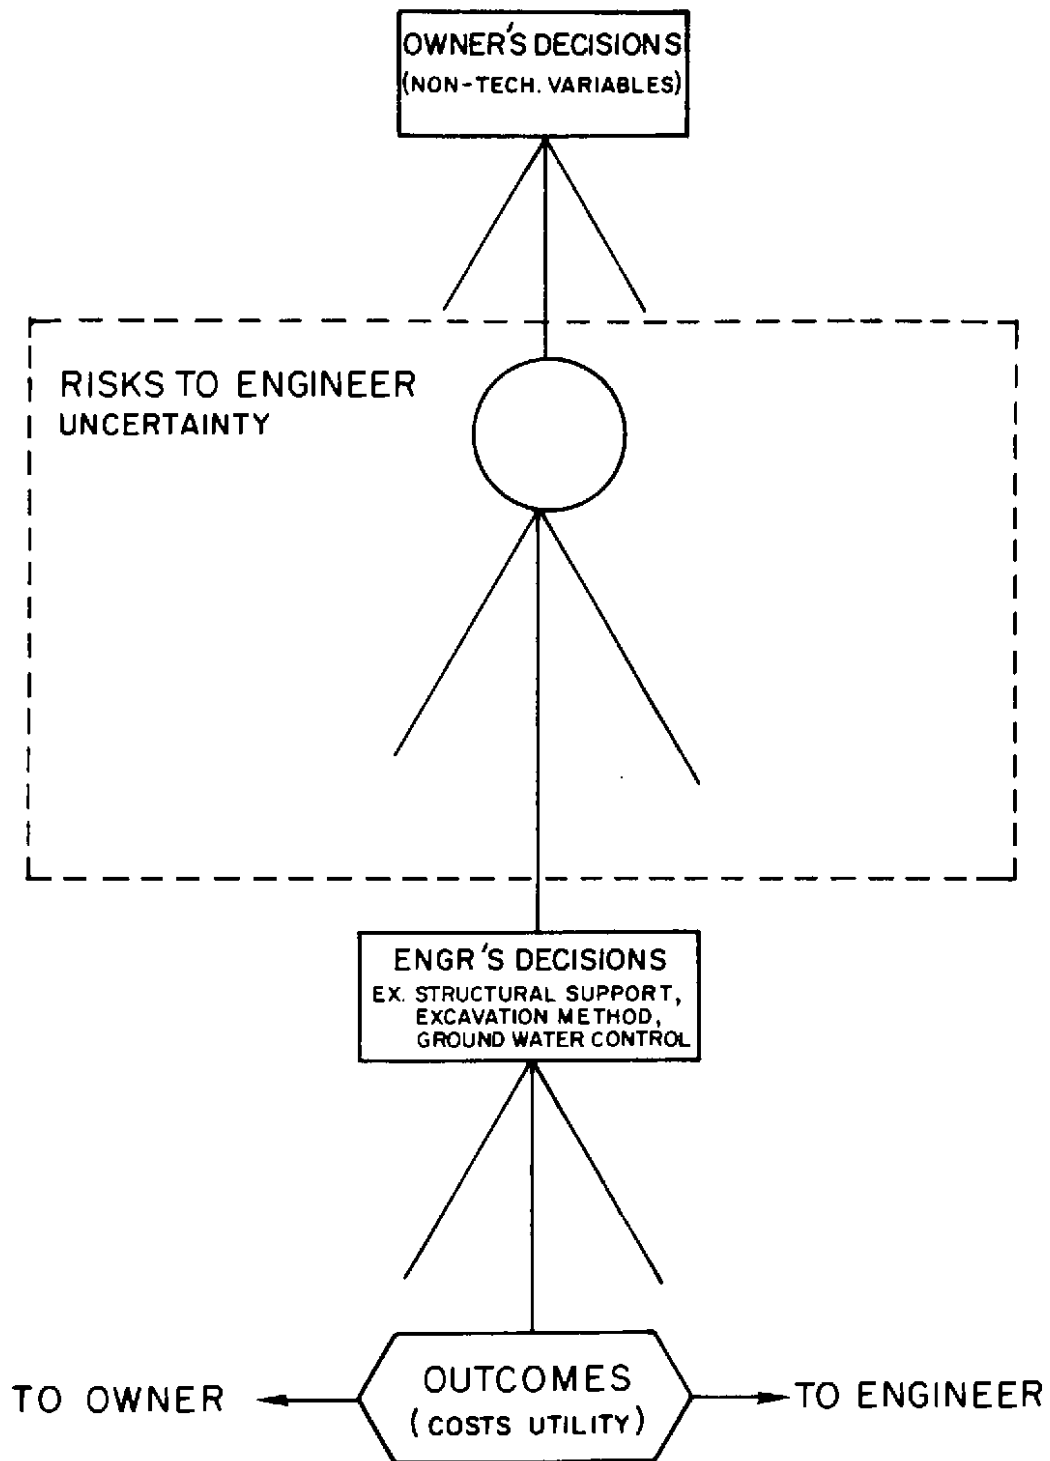 OWNER'S DECISIONS
(NON-TECH. VARIABLES)
RISKS TO ENGINEER
UNCERTAINTY
ENGR'S DECISIONS
EX. STRUCTURAL SUPPORT,
EXCAVATION METHOD,
GROUND WATER CONTROL
TO OWNER
OUTCOMES
(COSTS UTILITY)
TO ENGINEER